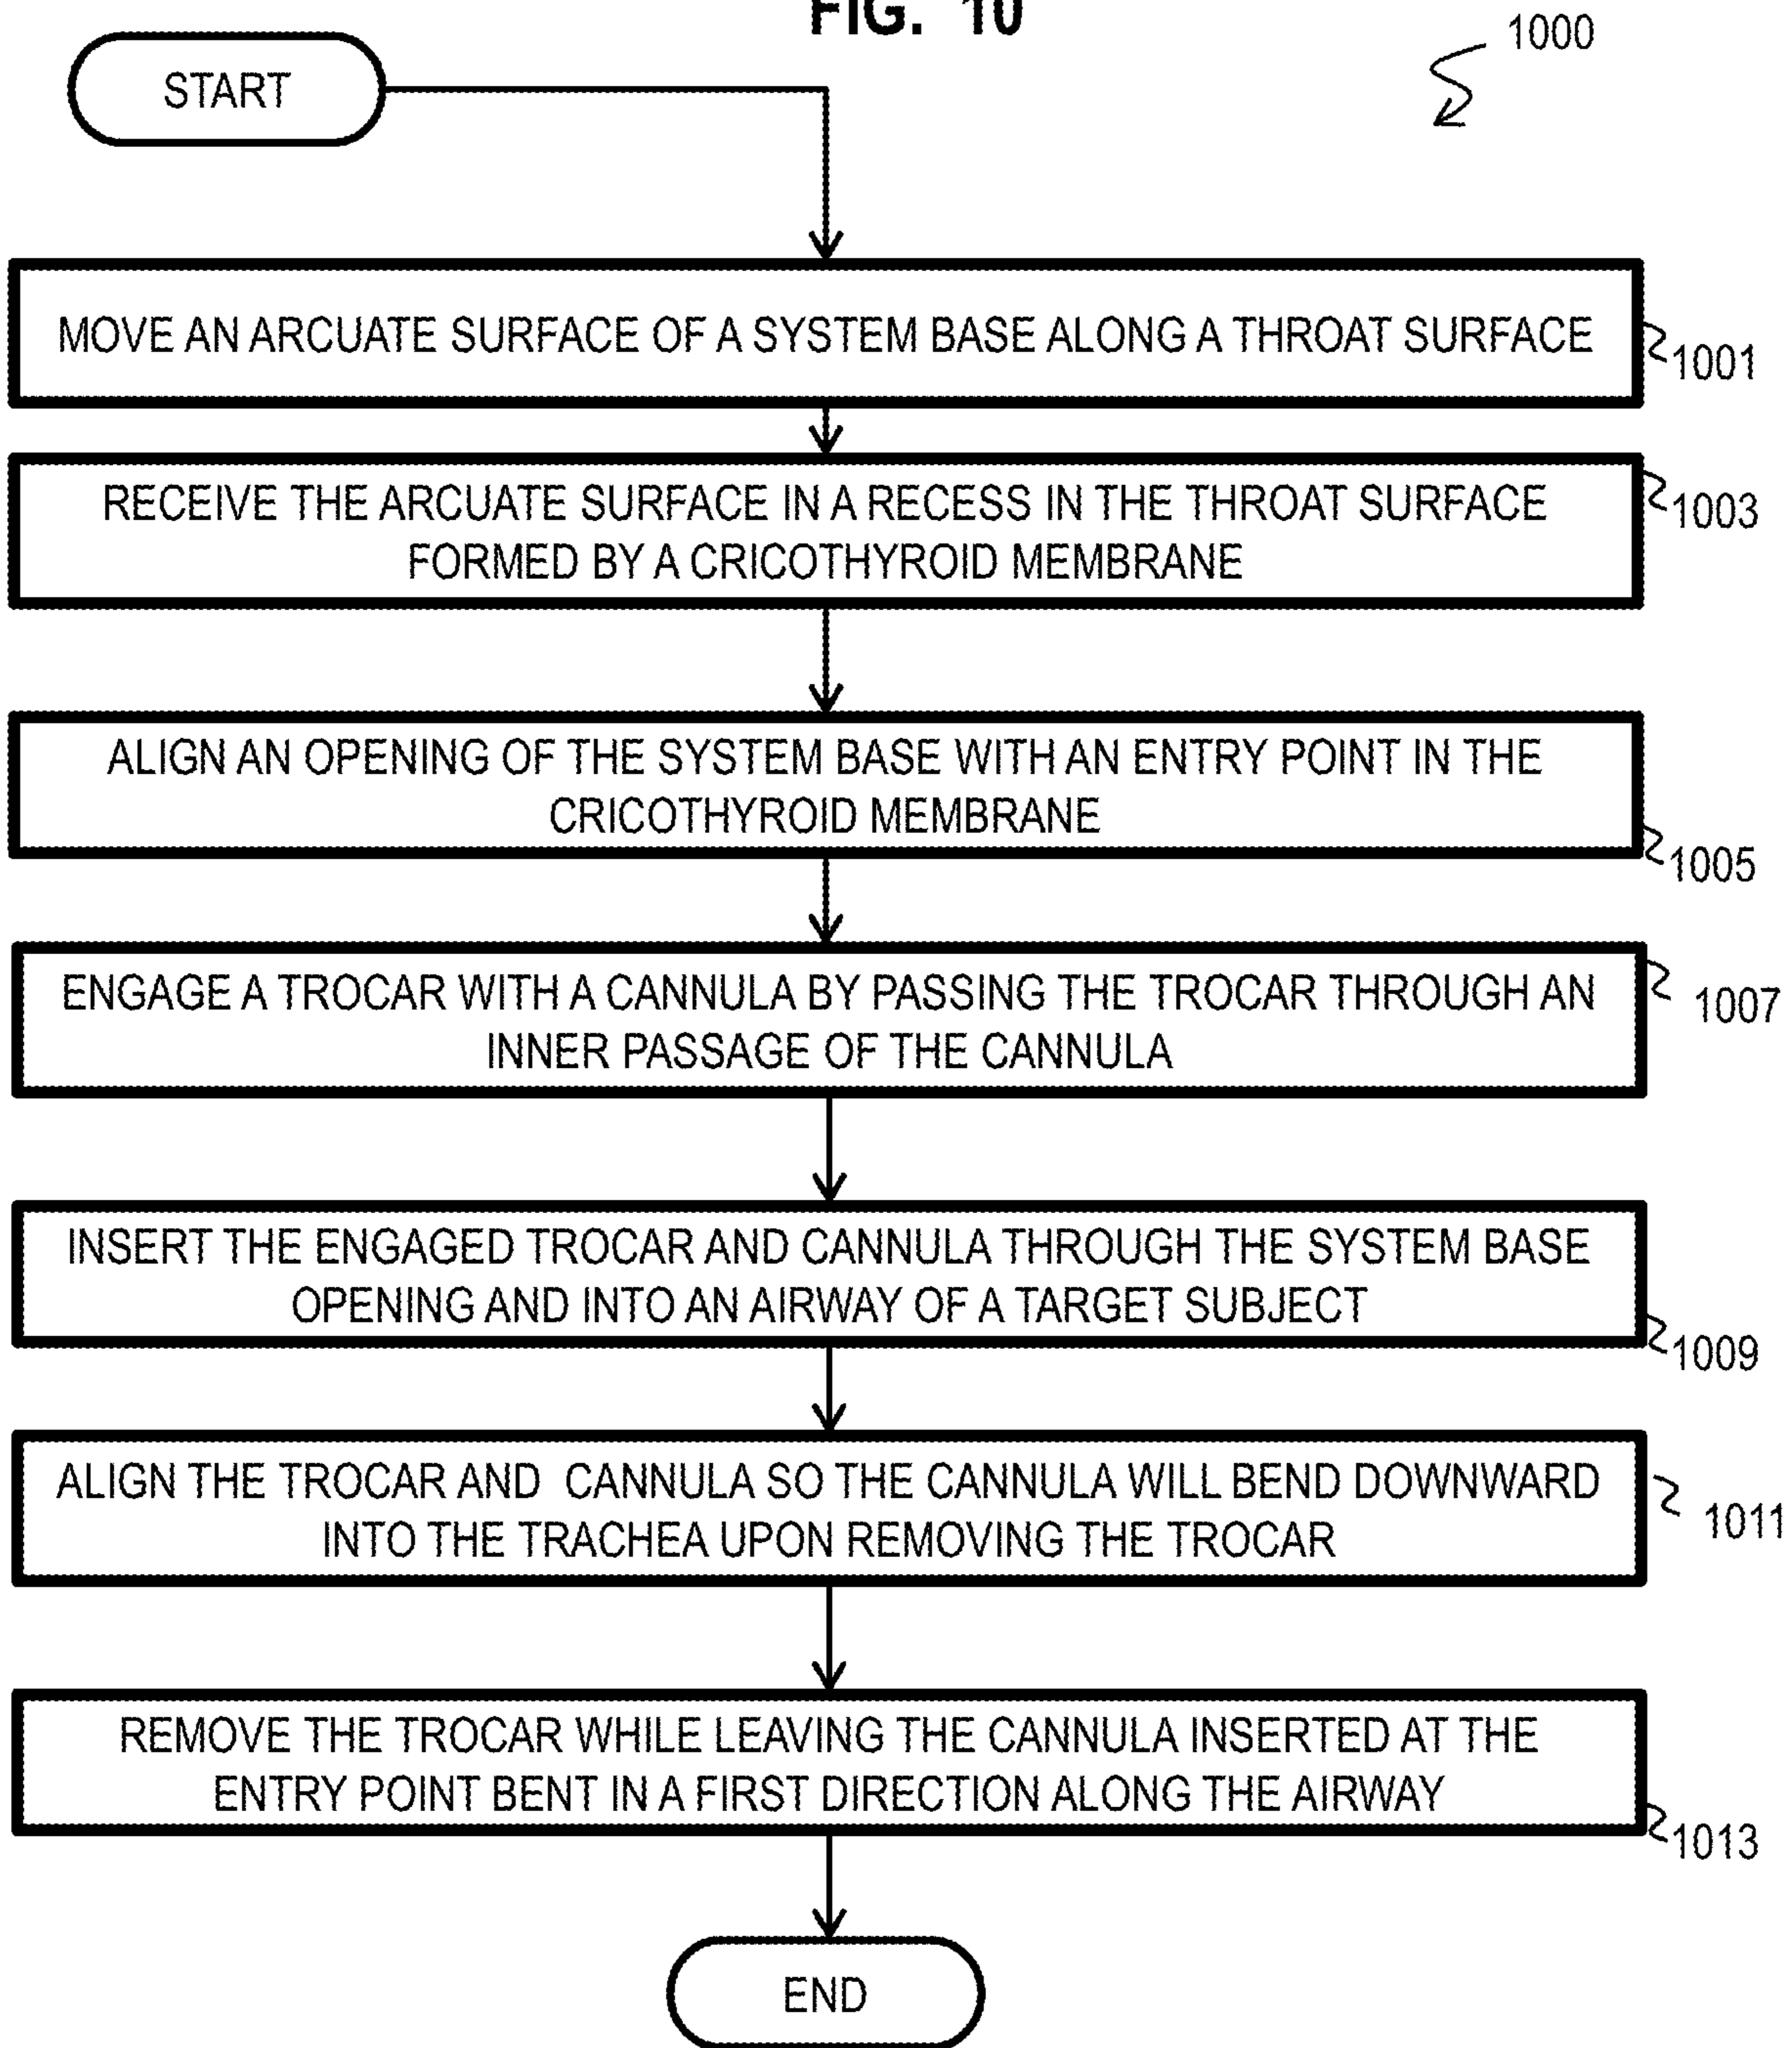 FIG. 10
1000
START
MOVE AN ARCUATE SURFACE OF A SYSTEM BASE ALONG A THROAT SURFACE
1001
RECEIVE THE ARCUATE SURFACE IN A RECESS IN THE THROAT SURFACE
FORMED BY A CRICOTHYROID MEMBRANE
1003
ALIGN AN OPENING OF THE SYSTEM BASE WITH AN ENTRY POINT IN THE
CRICOTHYROID MEMBRANE
1005
ENGAGE A TROCAR WITH A CANNULA BY PASSING THE TROCAR THROUGH AN
INNER PASSAGE OF THE CANNULA
1007
INSERT THE ENGAGED TROCAR AND CANNULA THROUGH THE SYSTEM BASE
OPENING AND INTO AN AIRWAY OF A TARGET SUBJECT
1009
ALIGN THE TROCAR AND CANNULA SO THE CANNULA WILL BEND DOWNWARD
INTO THE TRACHEA UPON REMOVING THE TROCAR
1011
REMOVE THE TROCAR WHILE LEAVING THE CANNULA INSERTED AT THE
ENTRY POINT BENT IN A FIRST DIRECTION ALONG THE AIRWAY
1013
END